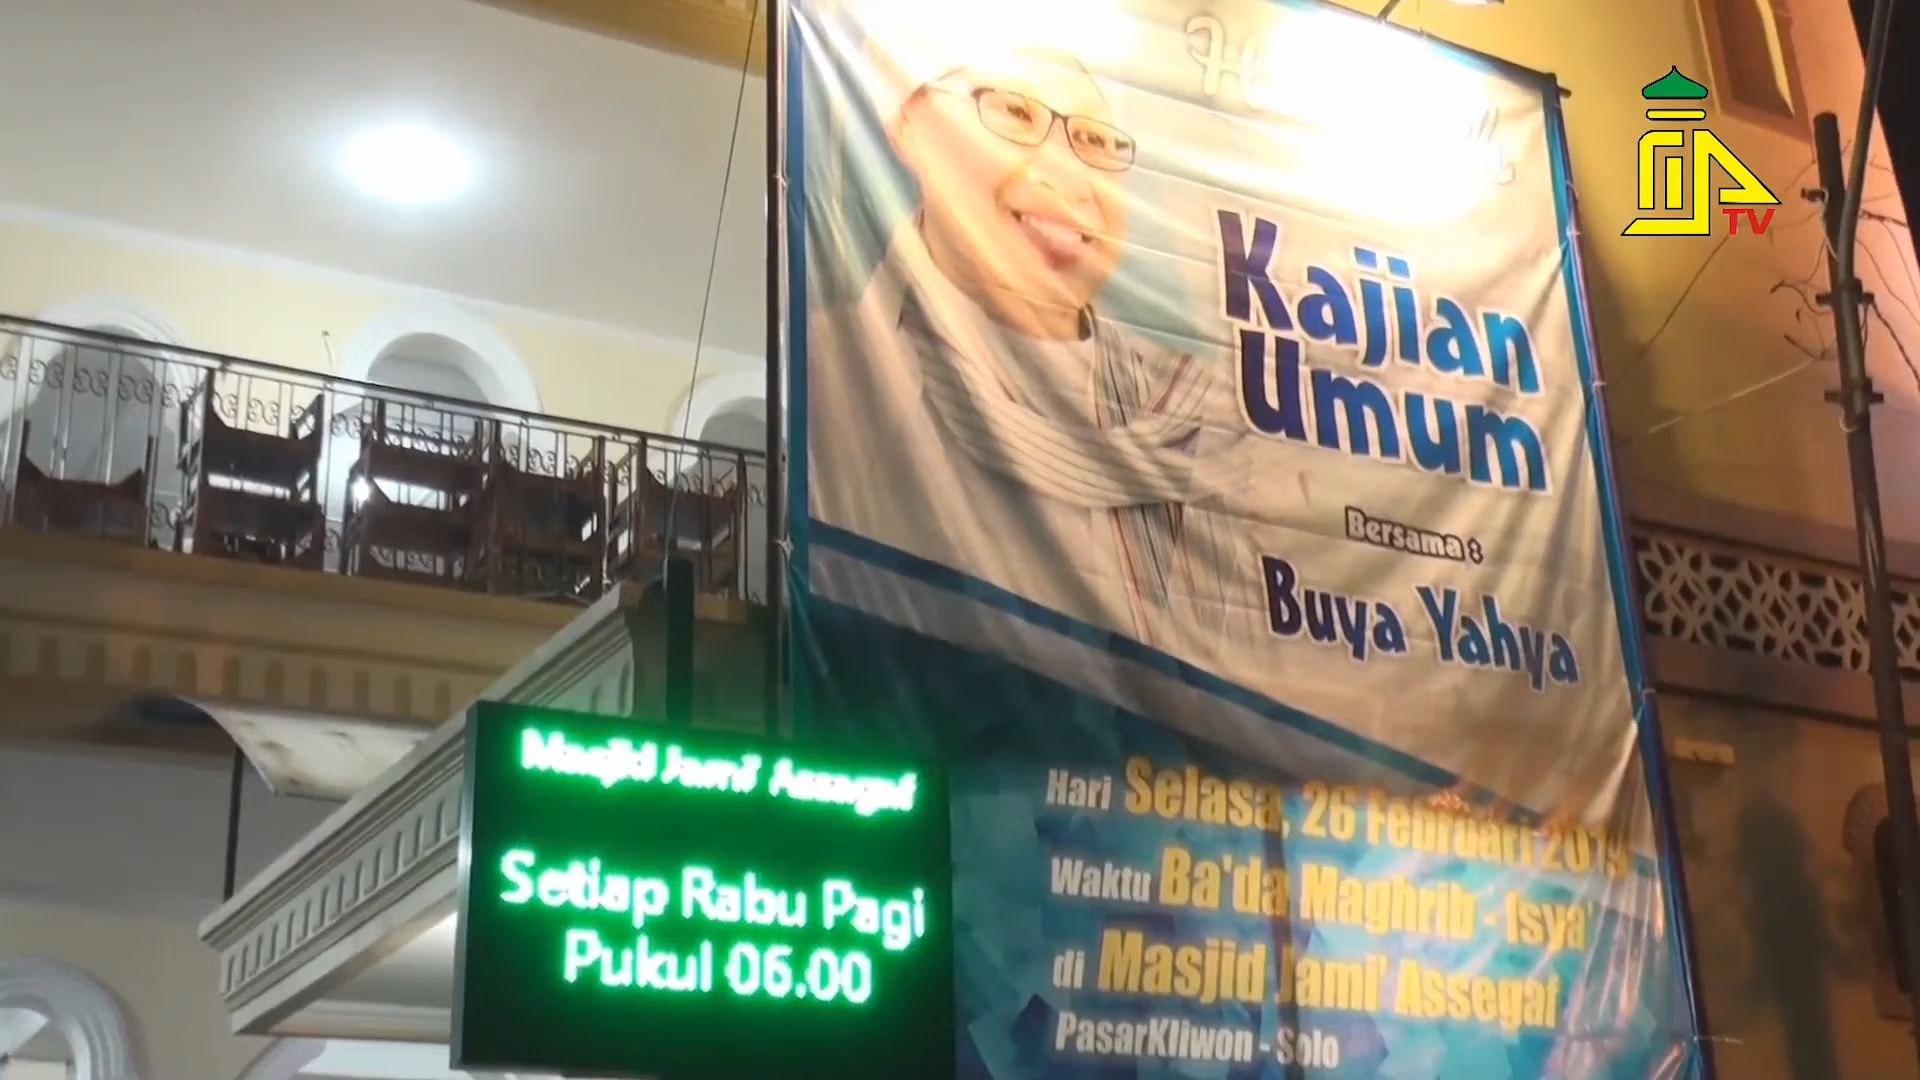 TV
Kajian
Umum
Bersama :
Buya Yahya
Hari Selasa, 26 Februari 2019
Waktu Ba'da Maghrib - Isya'
di Masjid Jami' Assegaf
PasarKliwon - Solo
Masjid Jami' Assegaf
Setiap Rabu Pagi
Pukul 06.00